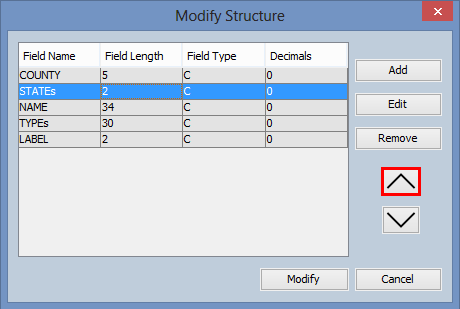 Modify Structure
Field Name Field Length Field Type Decimals
COUNTY 5 C 0
STATEs 2 C 0
NAME 34 C 0
TYPEs 30 C 0
LABEL 2 C 0
Add
Edit
Remove
Modify Cancel